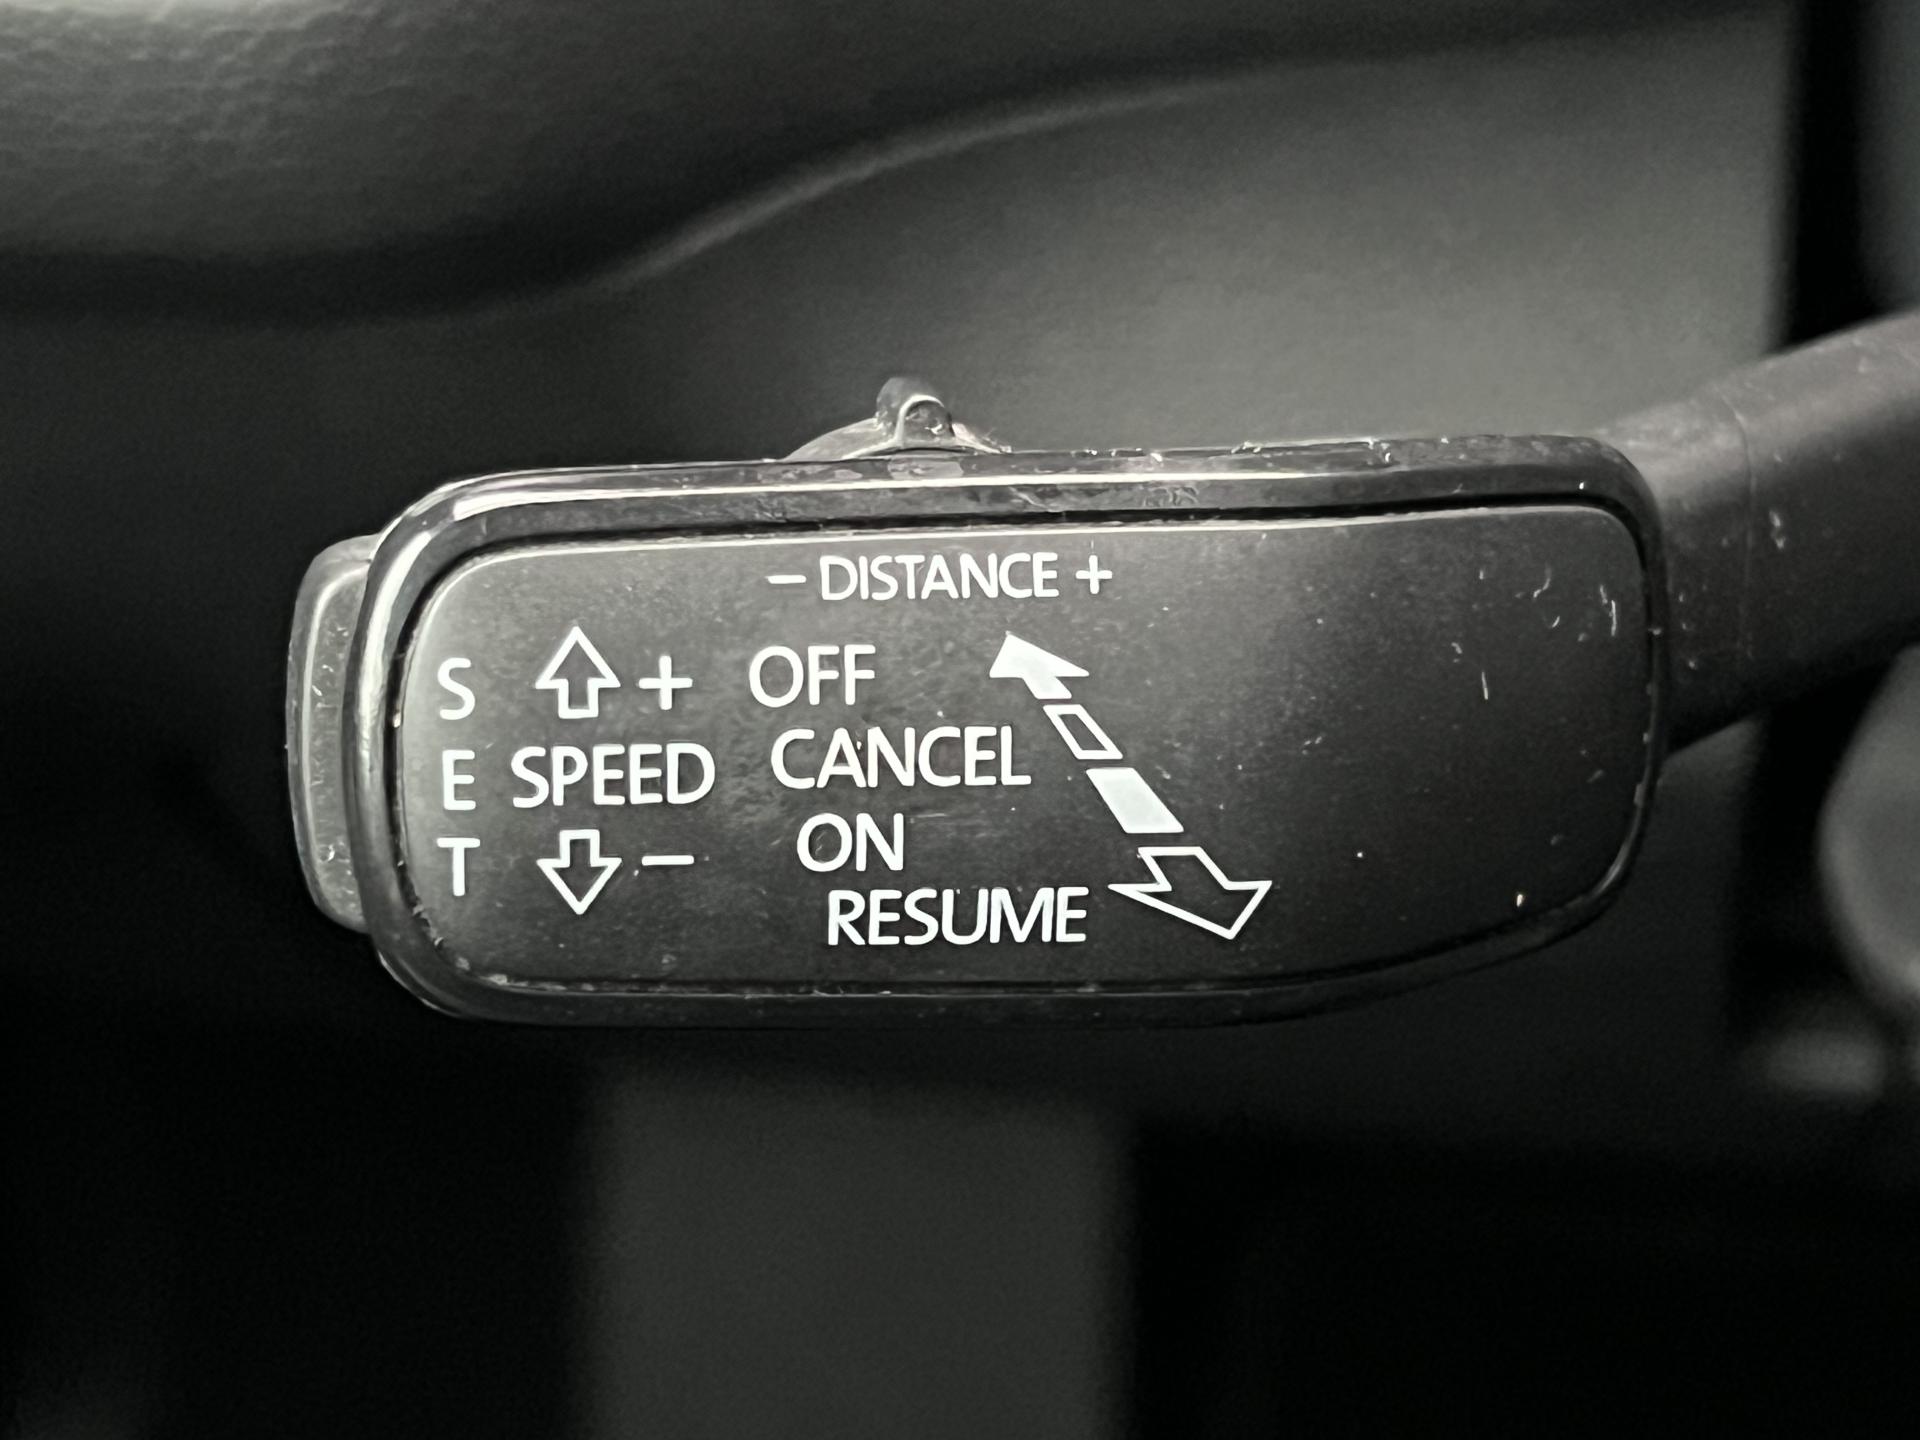 – DISTANCE +
S + OFF
E SPEED CANCEL
T – ON
RESUME